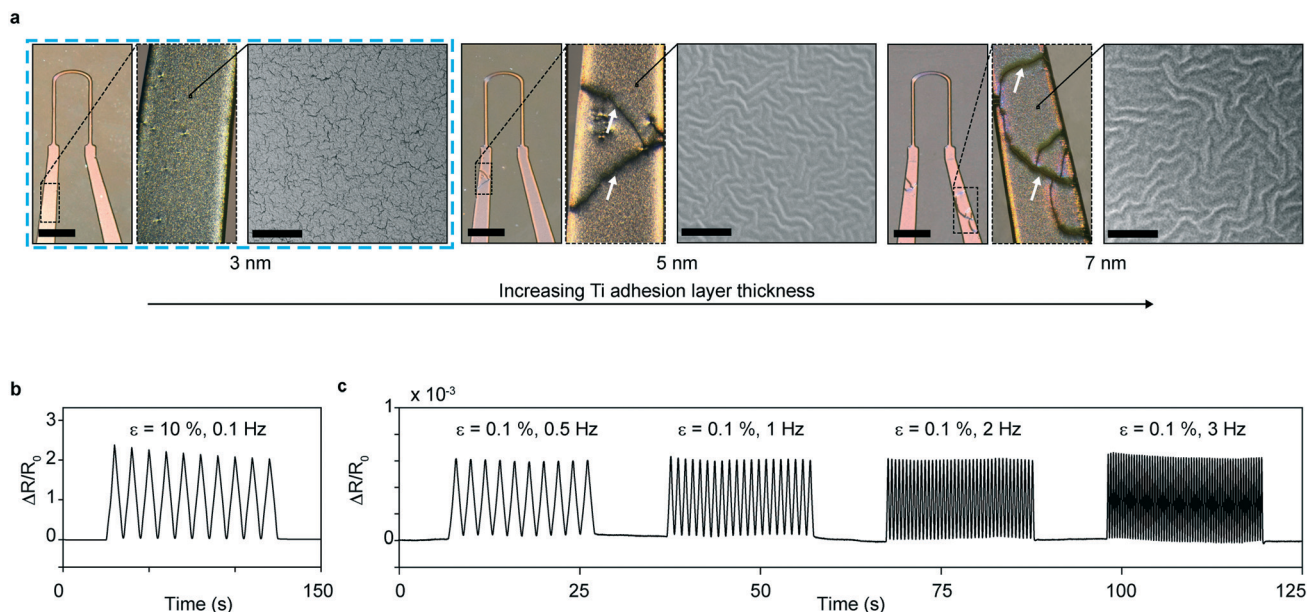 a
3 nm
5 nm
7 nm
Increasing Ti adhesion layer thickness
b
3
2
1
0
ΔR/R₀
ε = 10 %, 0.1 Hz
0
150
Time (s)
c
x 10⁻³
1
0
ΔR/R₀
ε = 0.1 %, 0.5 Hz
ε = 0.1 %, 1 Hz
ε = 0.1 %, 2 Hz
ε = 0.1 %, 3 Hz
0
25
50
75
100
125
Time (s)